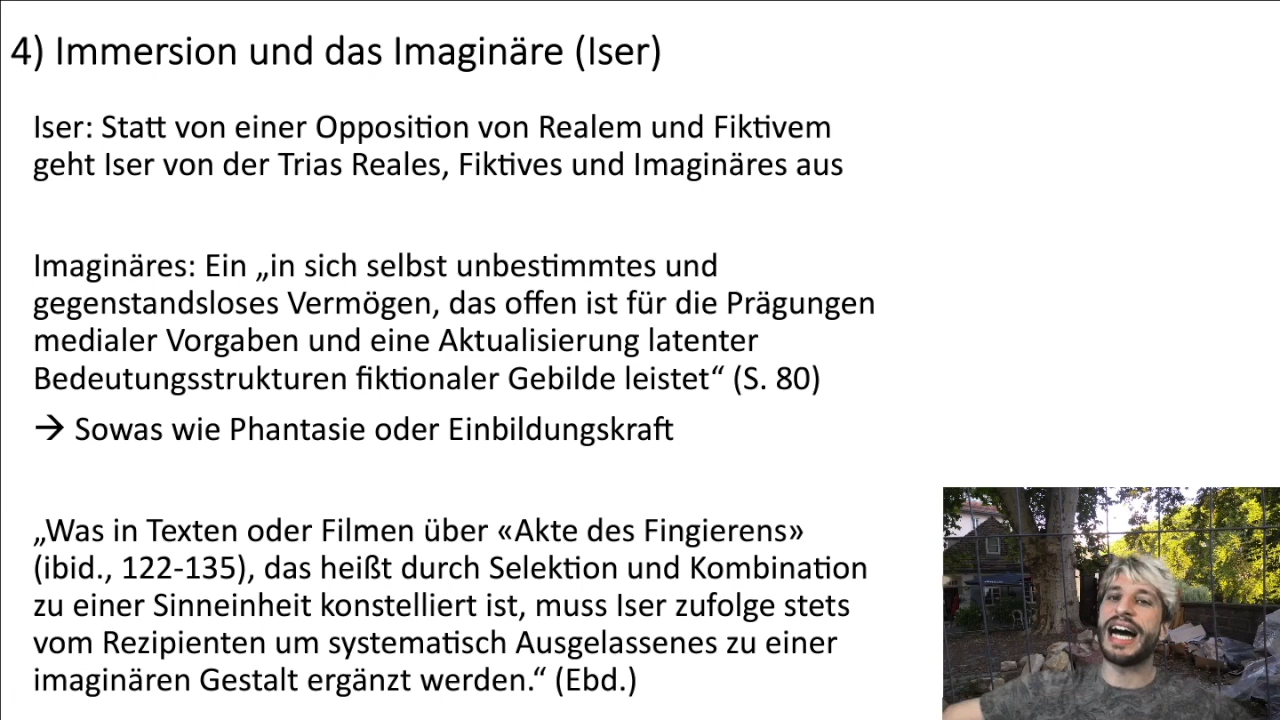 4) Immersion und das Imaginäre (Iser)
Iser: Statt von einer Opposition von Realem und Fiktivem
geht Iser von der Trias Reales, Fiktives und Imaginäres aus
Imaginäres: Ein „in sich selbst unbestimmtes und
gegenstandsloses Vermögen, das offen ist für die Prägungen
medialer Vorgaben und eine Aktualisierung latenter
Bedeutungsstrukturen fiktionaler Gebilde leistet“ (S. 80)
→ Sowas wie Phantasie oder Einbildungskraft
„Was in Texten oder Filmen über «Akte des Fingierens»
(ibid., 122-135), das heißt durch Selektion und Kombination
zu einer Sinneinheit konstelliert ist, muss Iser zufolge stets
vom Rezipienten um systematisch Ausgelassenes zu einer
imaginären Gestalt ergänzt werden.“ (Ebd.)